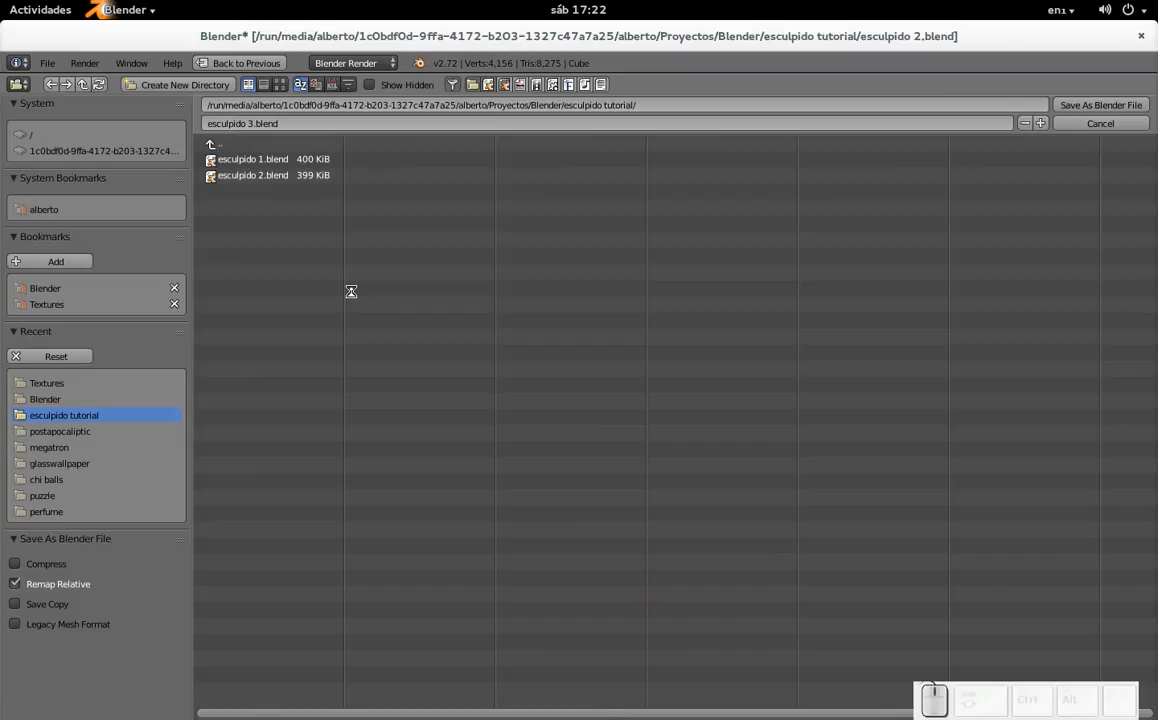 Actividades Blender sáb 17:22 en1
Blender* [/run/media/alberto/1c0bdf0d-9ffa-4172-b203-1327c47a7a25/alberto/Proyectos/Blender/esculpido tutorial/esculpido 2.blend]
File Render Window Help Back to Previous Blender Render v2.72 | Verts:4,156 | Tris:8,275 | Cube
Create New Directory Show Hidden
System
/
1c0bdf0d-9ffa-4172-b203-1327c4...
System Bookmarks
alberto
Bookmarks
Add
Blender
Textures
Recent
Reset
Textures
Blender
esculpido tutorial
postapocaliptic
megatron
glasswallpaper
chi balls
puzzle
perfume
Save As Blender File
Compress
Remap Relative
Save Copy
Legacy Mesh Format
/run/media/alberto/1c0bdf0d-9ffa-4172-b203-1327c47a7a25/alberto/Proyectos/Blender/esculpido tutorial/ Save As Blender File
esculpido 3.blend Cancel
..
esculpido 1.blend 400 KiB
esculpido 2.blend 399 KiB
Ctrl Alt